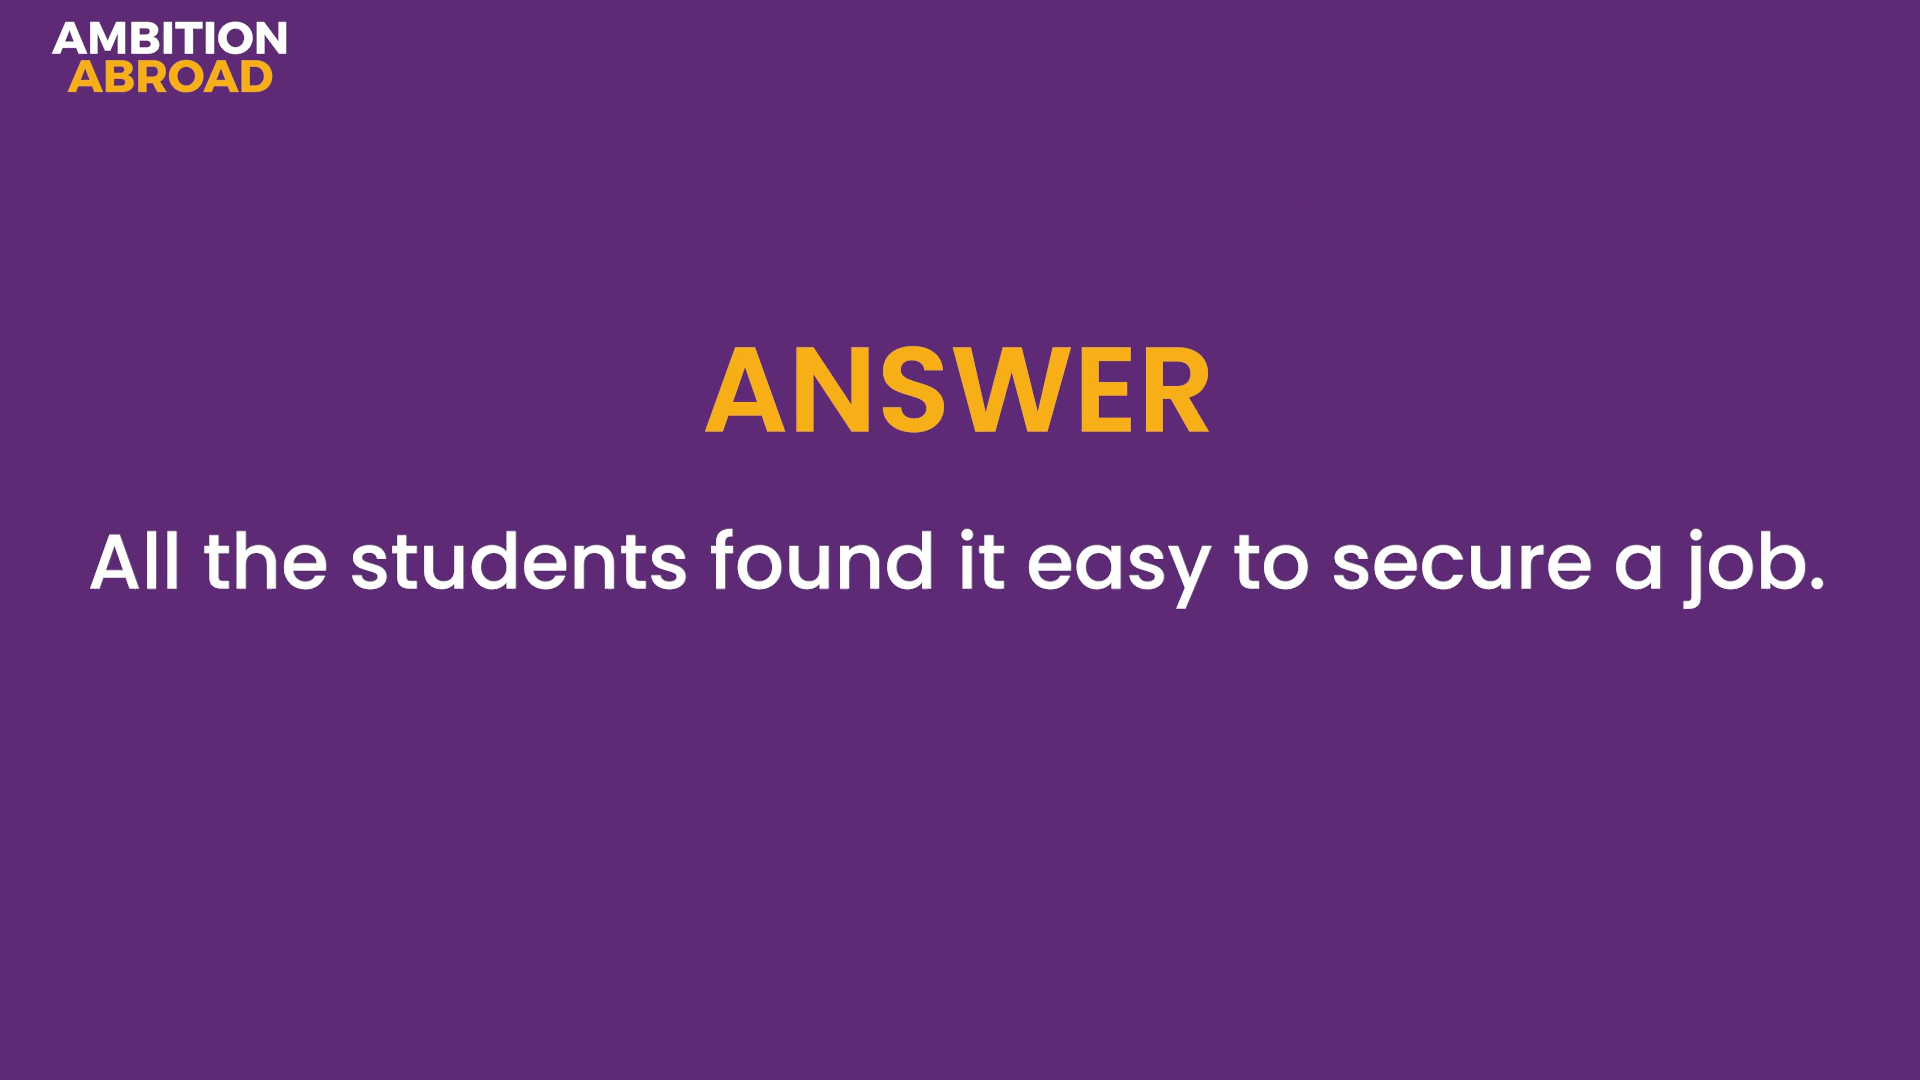 AMBITION
ABROAD
ANSWER
All the students found it easy to secure a job.